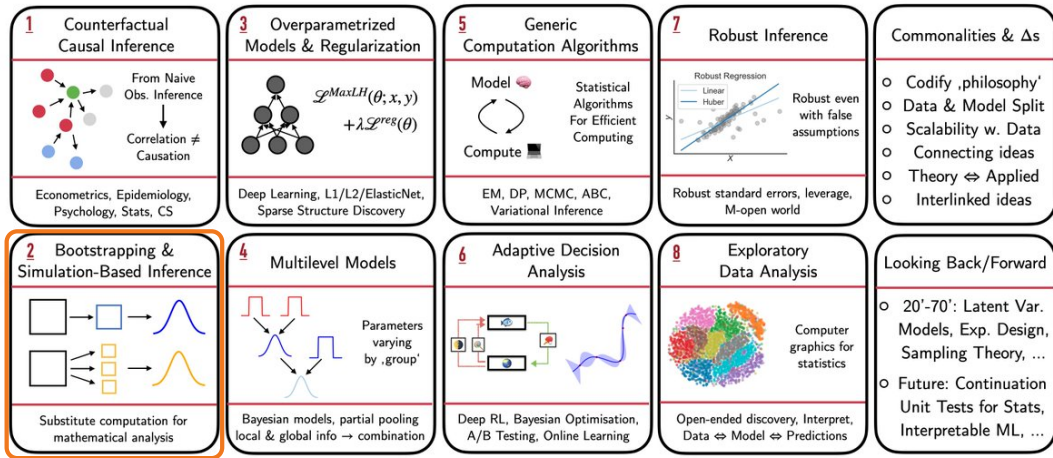 1
Counterfactual
Causal Inference
From Naive
Obs. Inference
Correlation ≠
Causation
Econometrics, Epidemiology,
Psychology, Stats, CS
3
Overparametrized
Models & Regularization
ℒᴹᵃˣᴸᴴ(θ; x, y)
+λℒʳᵉᵍ(θ)
Deep Learning, L1/L2/ElasticNet,
Sparse Structure Discovery
5
Generic
Computation Algorithms
Model
Compute
Statistical
Algorithms
For Efficient
Computing
EM, DP, MCMC, ABC,
Variational Inference
7
Robust Inference
Robust Regression
Linear
Huber
y
X
Robust even
with false
assumptions
Robust standard errors, leverage,
M-open world
Commonalities & Δs
Codify ‚philosophy'
Data & Model Split
Scalability w. Data
Connecting ideas
Theory ⇔ Applied
Interlinked ideas
2
Bootstrapping &
Simulation-Based Inference
Substitute computation for
mathematical analysis
4
Multilevel Models
Parameters
varying
by ‚group'
Bayesian models, partial pooling
local & global info → combination
6
Adaptive Decision
Analysis
Deep RL, Bayesian Optimisation,
A/B Testing, Online Learning
8
Exploratory
Data Analysis
Computer
graphics for
statistics
Open-ended discovery, Interpret,
Data ⇔ Model ⇔ Predictions
Looking Back/Forward
20'-70': Latent Var.
Models, Exp. Design,
Sampling Theory, ...
Future: Continuation
Unit Tests for Stats,
Interpretable ML, ...